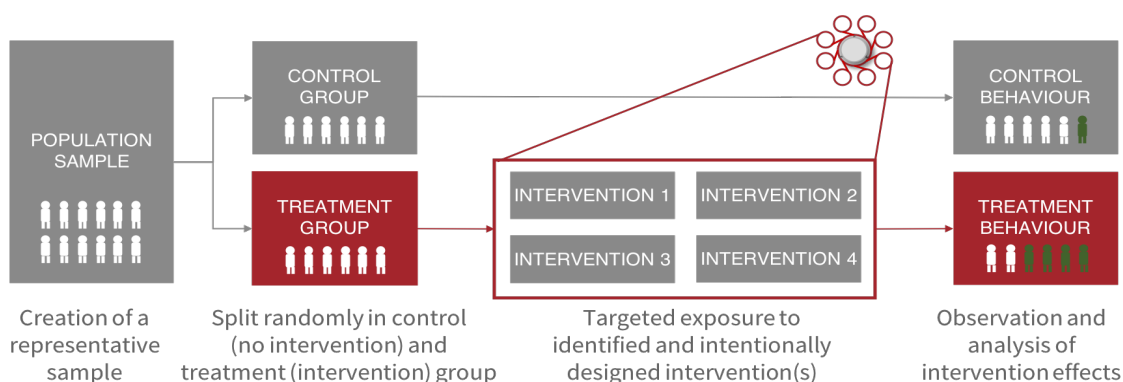 POPULATION
SAMPLE
CONTROL
GROUP
TREATMENT
GROUP
INTERVENTION 1
INTERVENTION 2
INTERVENTION 3
INTERVENTION 4
CONTROL
BEHAVIOUR
TREATMENT
BEHAVIOUR
Creation of a
representative
sample
Split randomly in control
(no intervention) and
treatment (intervention) group
Targeted exposure to
identified and intentionally
designed intervention(s)
Observation and
analysis of
intervention effects